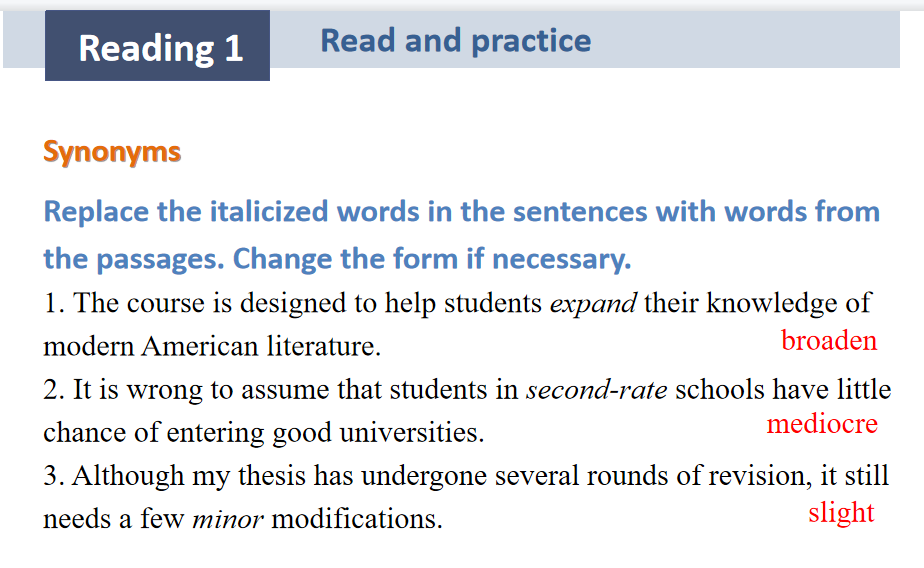 Reading 1
Read and practice
Synonyms
Replace the italicized words in the sentences with words from
the passages. Change the form if necessary.
1. The course is designed to help students expand their knowledge of
modern American literature.
broaden
2. It is wrong to assume that students in second-rate schools have little
chance of entering good universities.
mediocre
3. Although my thesis has undergone several rounds of revision, it still
needs a few minor modifications.
slight